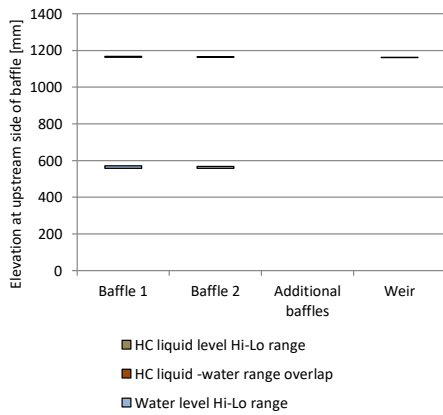 Elevation at upstream side of baffle [mm]
1400
1200
1000
800
600
400
200
0
Baffle 1
Baffle 2
Additional
baffles
Weir
HC liquid level Hi-Lo range
HC liquid -water range overlap
Water level Hi-Lo range